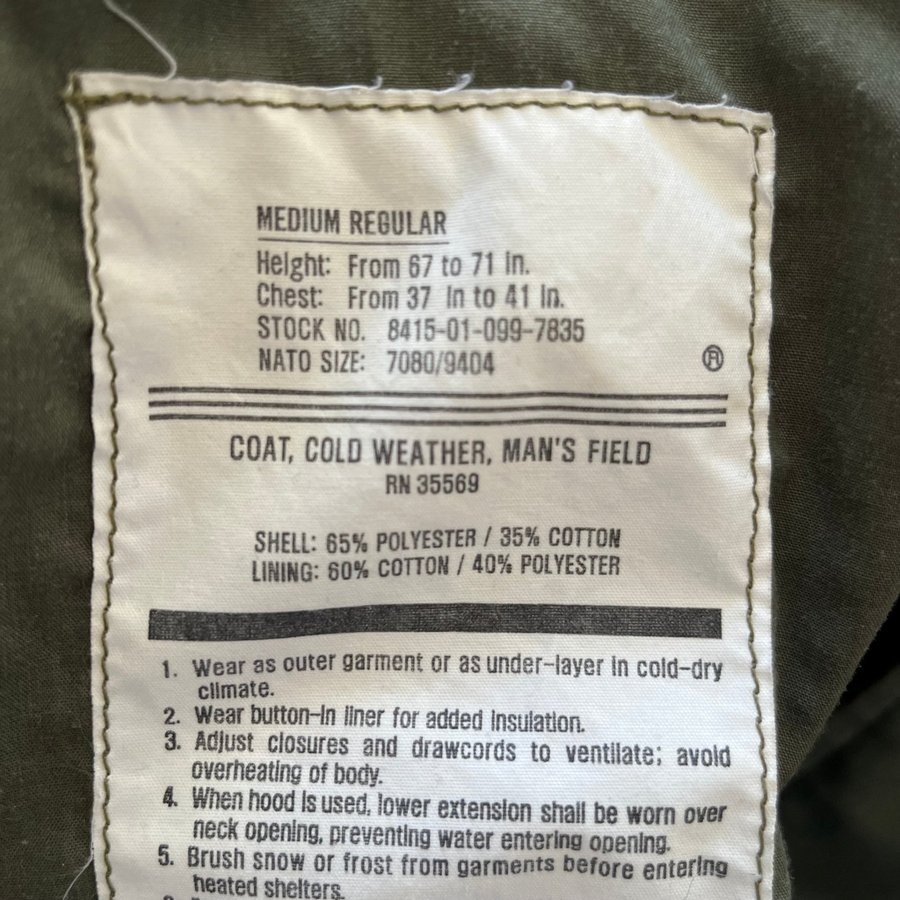 MEDIUM REGULAR
Height: From 67 to 71 in.
Chest: From 37 in to 41 in.
STOCK NO. 8415-01-099-7835
NATO SIZE: 7080/9404
®
COAT, COLD WEATHER, MAN'S FIELD
RN 35569
SHELL: 65% POLYESTER / 35% COTTON
LINING: 60% COTTON / 40% POLYESTER
1. Wear as outer garment or as under-layer in cold-dry
climate.
2. Wear button-in liner for added insulation.
3. Adjust closures and drawcords to ventilate; avoid
overheating of body.
4. When hood is used, lower extension shall be worn over
neck opening, preventing water entering opening.
5. Brush snow or frost from garments before entering
heated shelters.